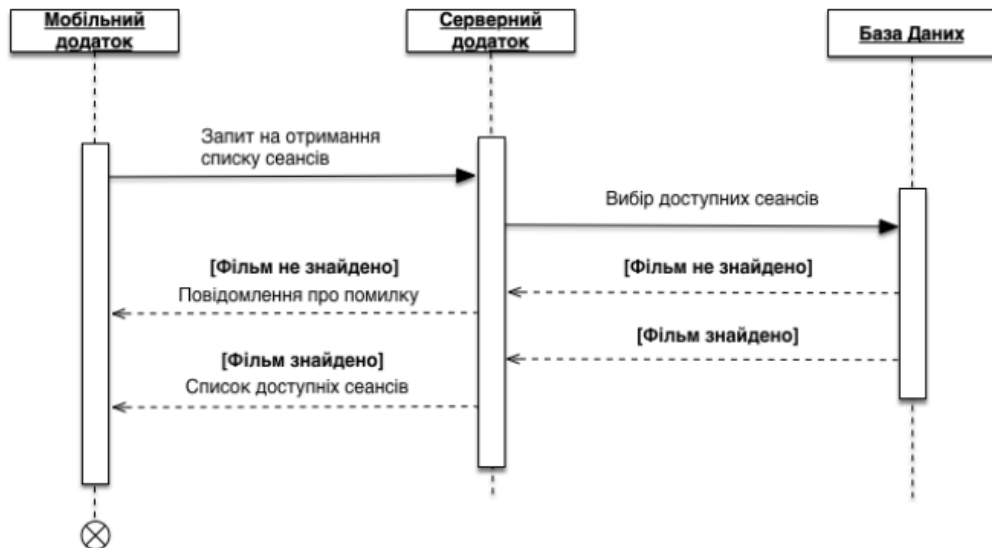 Мобільний
додаток
Серверний
додаток
База Даних
Запит на отримання
списку сеансів
Вибір доступних сеансів
[Фільм не знайдено]
Повідомлення про помилку
[Фільм не знайдено]
[Фільм знайдено]
[Фільм знайдено]
Список доступніх сеансів